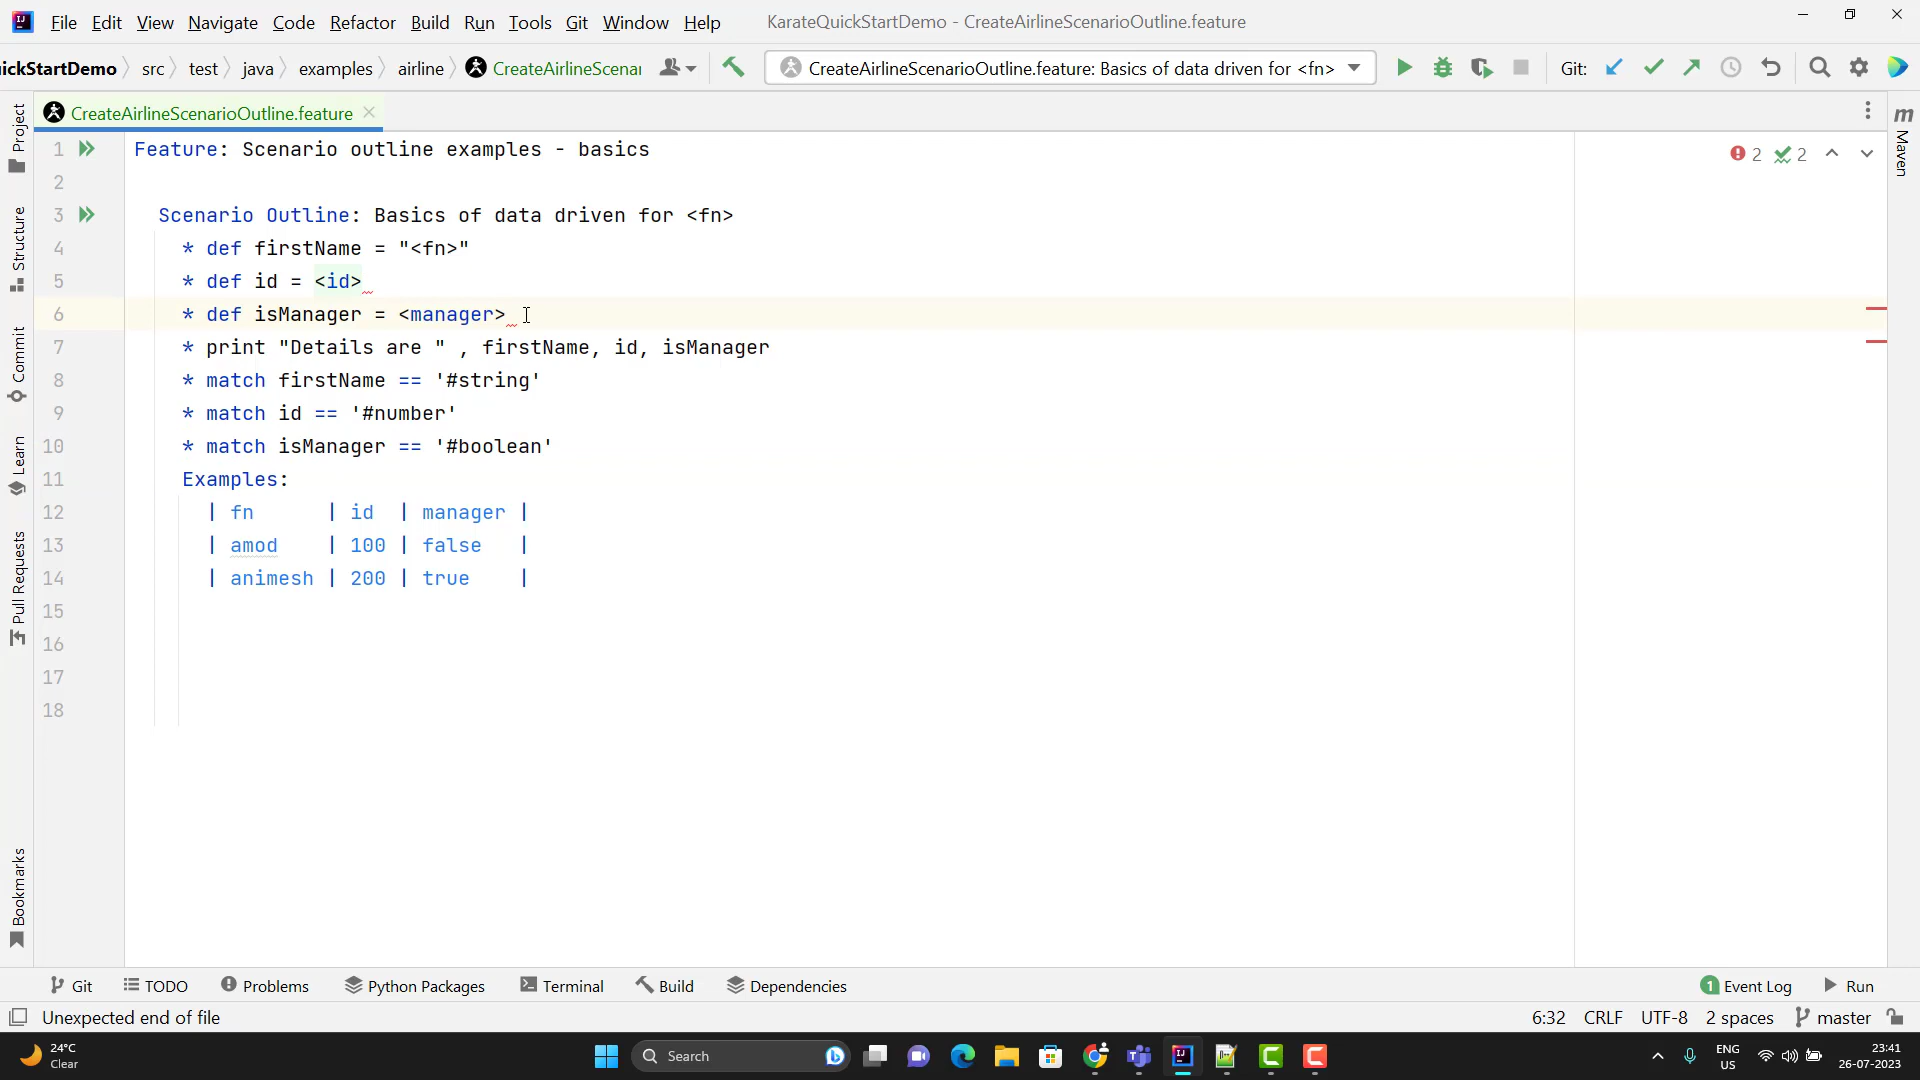 File Edit View Navigate Code Refactor Build Run Tools Git Window Help KarateQuickStartDemo - CreateAirlineScenarioOutline.feature
ickStartDemo src test java examples airline CreateAirlineScenar CreateAirlineScenarioOutline.feature: Basics of data driven for <fn> Git:
CreateAirlineScenarioOutline.feature
1 Feature: Scenario outline examples - basics
2
3 Scenario Outline: Basics of data driven for <fn>
4 * def firstName = "<fn>"
5 * def id = <id>
6 * def isManager = <manager>
7 * print "Details are " , firstName, id, isManager
8 * match firstName == '#string'
9 * match id == '#number'
10 * match isManager == '#boolean'
11 Examples:
12 | fn | id | manager |
13 | amod | 100 | false |
14 | animesh | 200 | true |
15
16
17
18
2 2
Project
Structure
Commit
Learn
Pull Requests
Bookmarks
m Maven
Git TODO Problems Python Packages Terminal Build Dependencies 1 Event Log Run
Unexpected end of file 6:32 CRLF UTF-8 2 spaces master
24°C
Clear
Search
ENG
US
23:41
26-07-2023